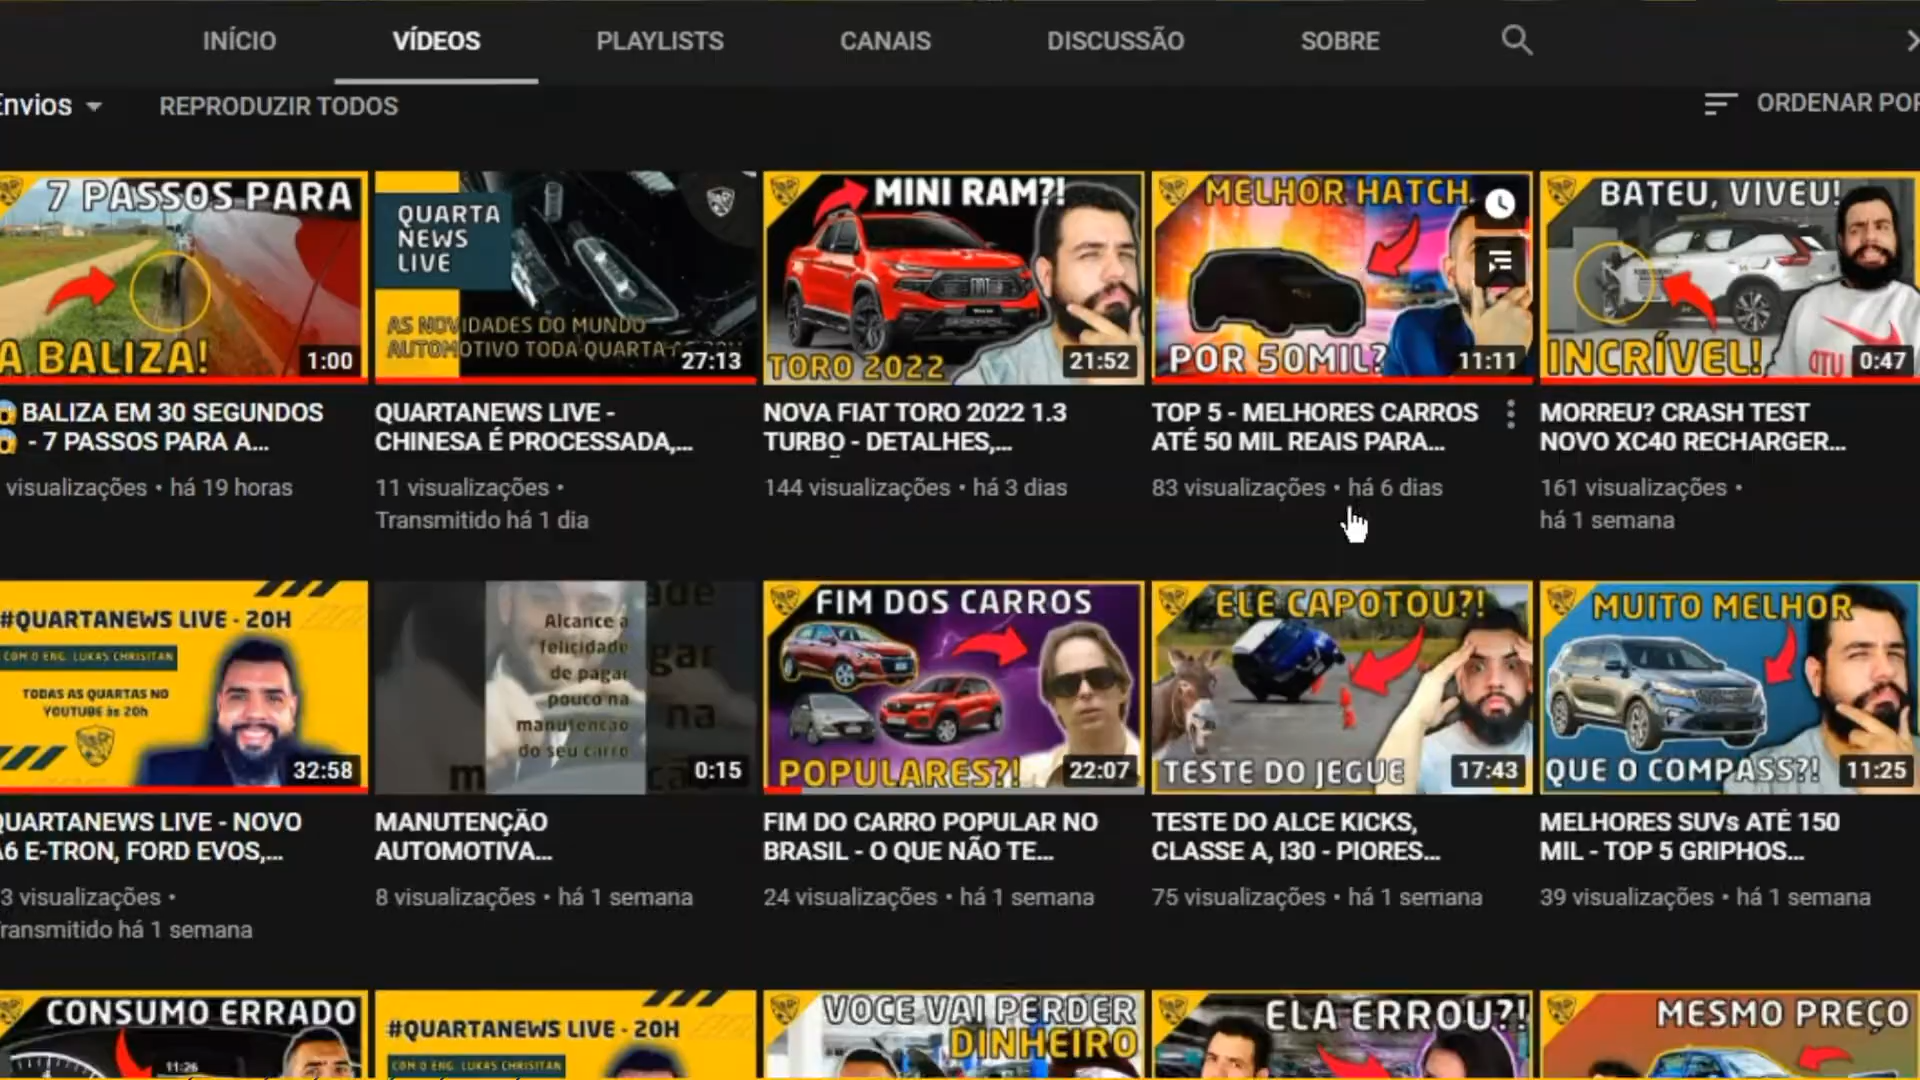 INÍCIO
VÍDEOS
PLAYLISTS
CANAIS
DISCUSSÃO
SOBRE
Envios
REPRODUZIR TODOS
ORDENAR POR
7 PASSOS PARA
A BALIZA!
1:00
QUARTA
NEWS
LIVE
AS NOVIDADES DO MUNDO
AUTOMOTIVO TODA QUARTA
27:13
MINI RAM?!
TORO 2022
21:52
MELHOR HATCH
POR 50MIL?
11:11
BATEU, VIVEU!
INCRÍVEL!
0:47
😱 BALIZA EM 30 SEGUNDOS
😱 - 7 PASSOS PARA A...
visualizações • há 19 horas
QUARTANEWS LIVE -
CHINESA É PROCESSADA,...
11 visualizações •
Transmitido há 1 dia
NOVA FIAT TORO 2022 1.3
TURBO - DETALHES,...
144 visualizações • há 3 dias
TOP 5 - MELHORES CARROS
ATÉ 50 MIL REAIS PARA...
83 visualizações • há 6 dias
MORREU? CRASH TEST
NOVO XC40 RECHARGER...
161 visualizações •
há 1 semana
#QUARTANEWS LIVE - 20H
COM O ENG. LUKAS CHRISITAN
TODAS AS QUARTAS NO
YOUTUBE às 20h
32:58
Alcance a
felicidade
de pagar
pouco na
manutencao
do seu carro
0:15
FIM DOS CARROS
POPULARES?!
22:07
ELE CAPOTOU?!
TESTE DO JEGUE
17:43
MUITO MELHOR
QUE O COMPASS?!
11:25
QUARTANEWS LIVE - NOVO
A6 E-TRON, FORD EVOS,...
3 visualizações •
Transmitido há 1 semana
MANUTENÇÃO
AUTOMOTIVA...
8 visualizações • há 1 semana
FIM DO CARRO POPULAR NO
BRASIL - O QUE NÃO TE...
24 visualizações • há 1 semana
TESTE DO ALCE KICKS,
CLASSE A, I30 - PIORES...
75 visualizações • há 1 semana
MELHORES SUVs ATÉ 150
MIL - TOP 5 GRIPHOS...
39 visualizações • há 1 semana
CONSUMO ERRADO
11:26
#QUARTANEWS LIVE - 20H
COM O ENG. LUKAS CHRISITAN
VOCE VAI PERDER
DINHEIRO
ELA ERROU?!
MESMO PREÇO